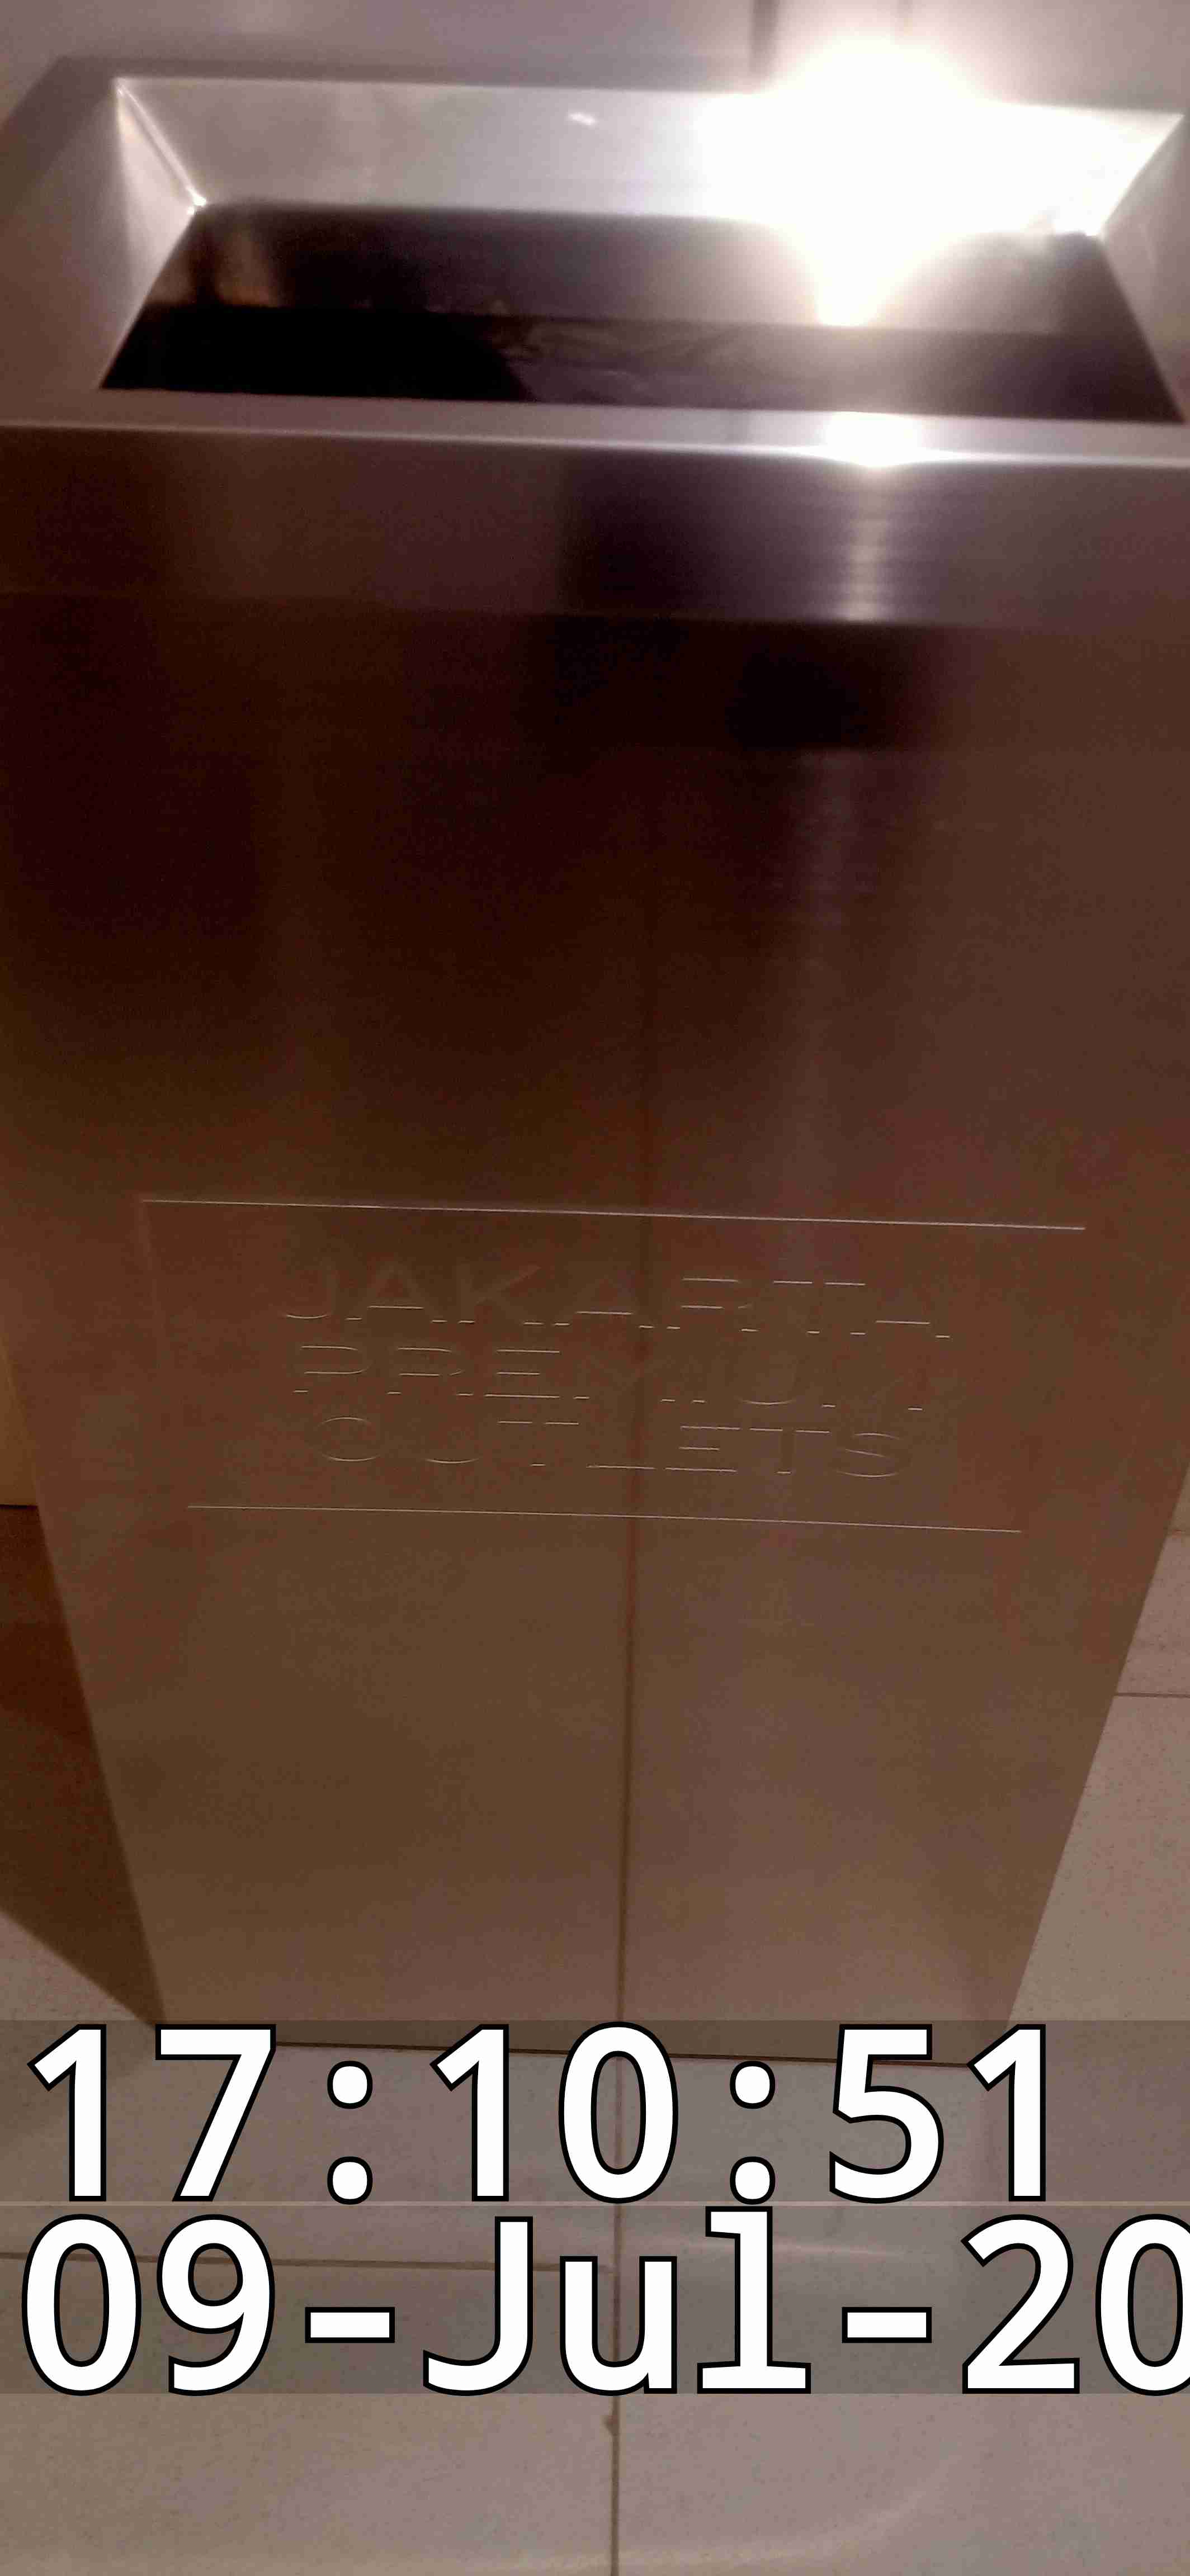 JAKARTA
PREMIUM
OUTLETS
17:10:51
09-Jul-20